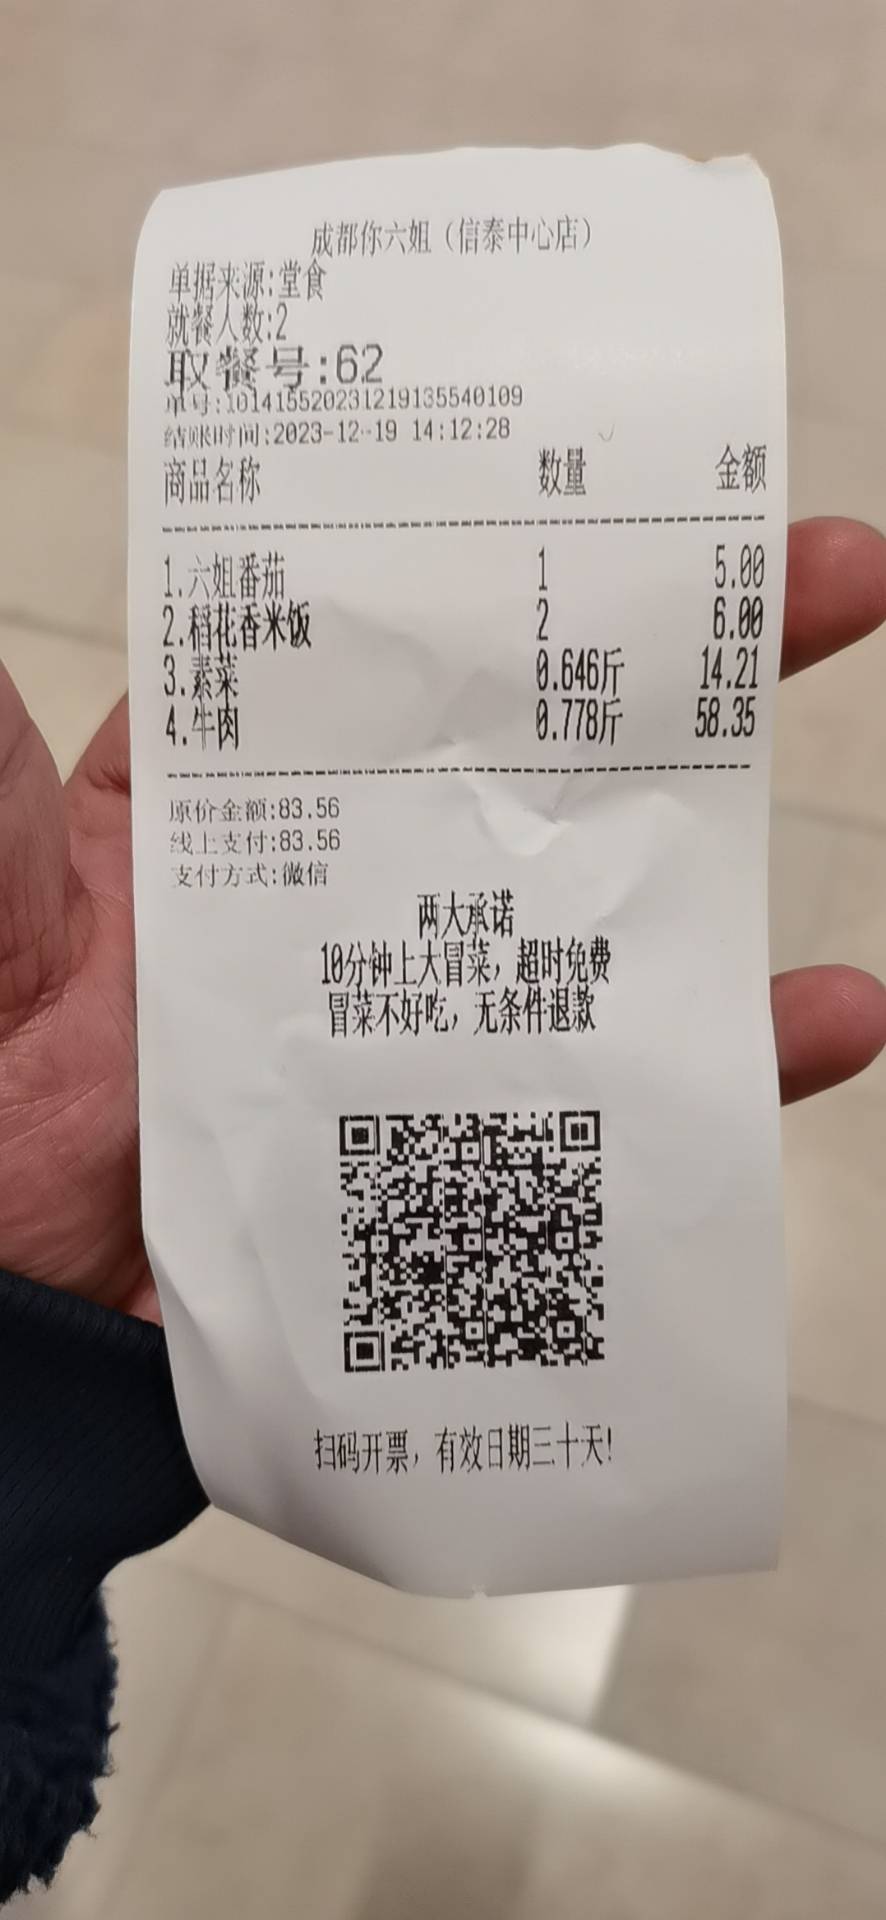 成都你六姐（信泰中心店）
单据来源:堂食
就餐人数:2
取餐号:62
单号:10141552023121913554010​9
结账时间:2023-12-19 14:12:28
商品名称 数量 金额
1.六姐番茄 1 5.00
2.稻花香米饭 2 6.00
3.素菜 0.646斤 14.21
4.牛肉 0.778斤 58.35
原价金额:83.56
线上支付:83.56
支付方式:微信
两大承诺
10分钟上大冒菜，超时免费
冒菜不好吃，无条件退款
扫码开票，有效日期三十天!